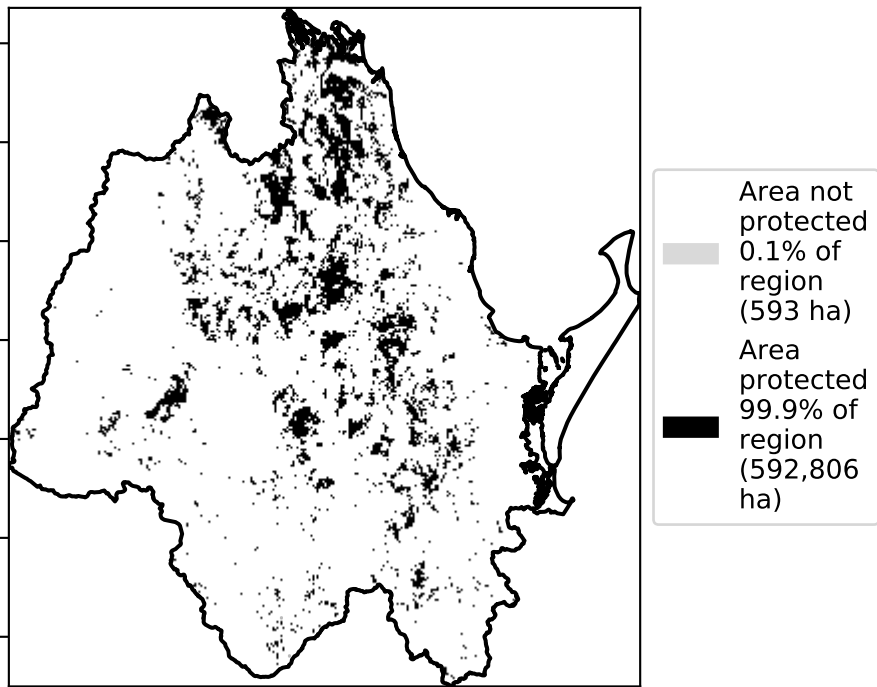 Area not
protected
0.1% of
region
(593 ha)
Area
protected
99.9% of
region
(592,806
ha)